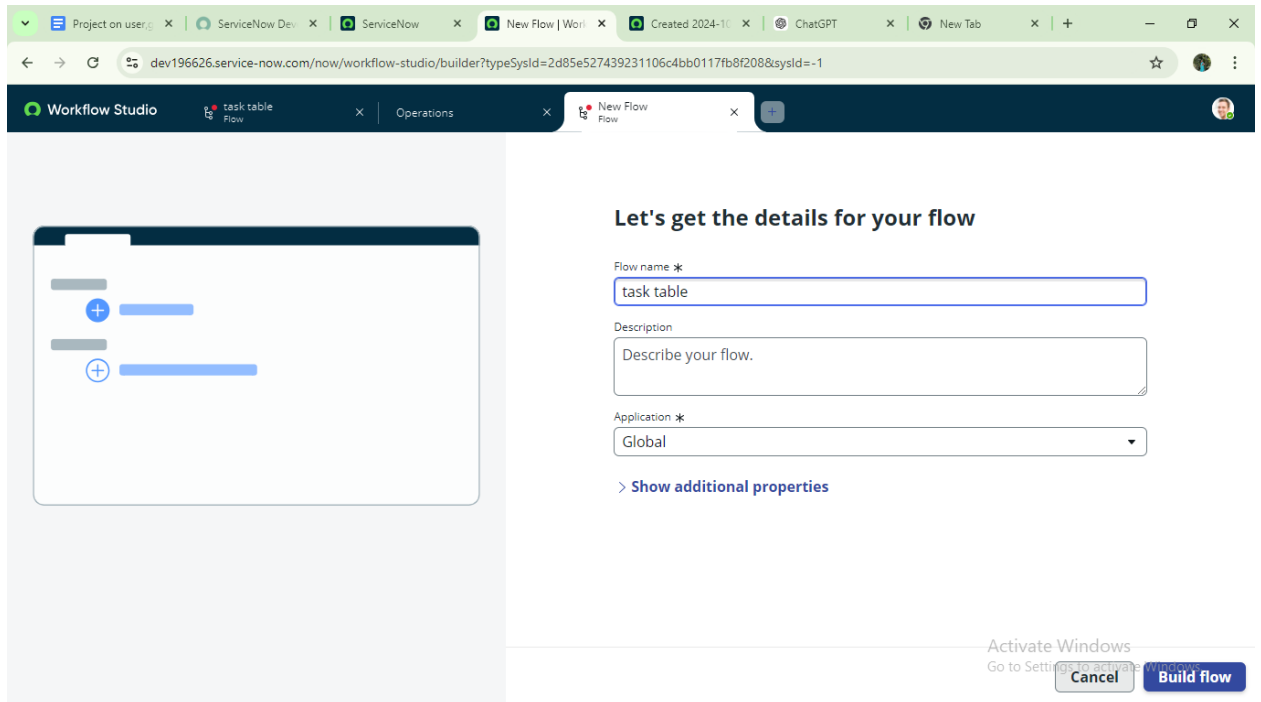 Project on user,g
ServiceNow Dev
ServiceNow
New Flow | Work
Created 2024-10
ChatGPT
New Tab
dev196626.service-now.com/now/workflow-studio/builder?typeSysId=2d85e527439231106c4bb0117fb8f208&sysId=-1
Workflow Studio
task table
Flow
Operations
New Flow
Flow
Let's get the details for your flow
Flow name *
task table
Description
Describe your flow.
Application *
Global
Show additional properties
Activate Windows
Go to Settings to activate Windows.
Cancel
Build flow